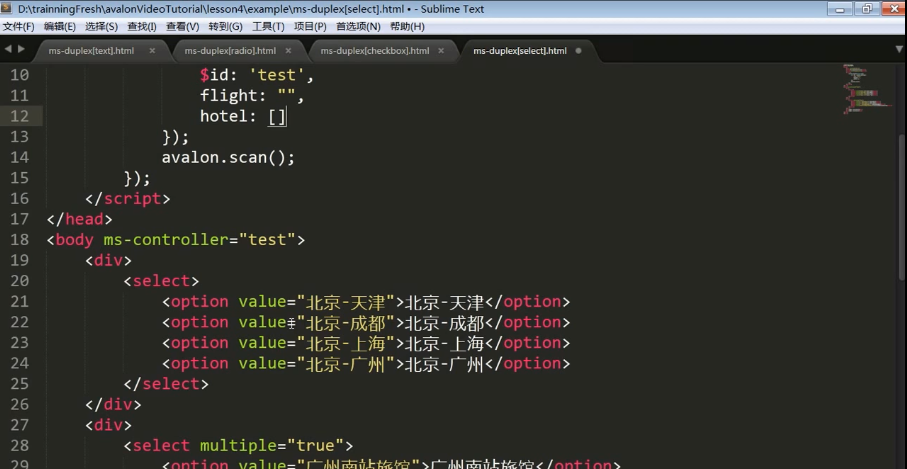 D:\trainningFresh\avalonVideoTutorial\lesson4\example\ms-duplex[select].html • - Sublime Text
文件(F) 编辑(E) 选择(S) 查找(I) 查看(V) 转到(G) 工具(T) 项目(P) 首选项(N) 帮助(H)
ms-duplex[text].html × ms-duplex[radio].html × ms-duplex[checkbox].html × ms-duplex[select].html
10 $id: 'test',
11 flight: "",
12 hotel: []
13 });
14 avalon.scan();
15 });
16 </script>
17 </head>
18 <body ms-controller="test">
19 <div>
20 <select>
21 <option value="北京-天津">北京-天津</option>
22 <option value="北京-成都">北京-成都</option>
23 <option value="北京-上海">北京-上海</option>
24 <option value="北京-广州">北京-广州</option>
25 </select>
26 </div>
27 <div>
28 <select multiple="true">
29 <option value="广州南站旅馆">广州南站旅馆</option>